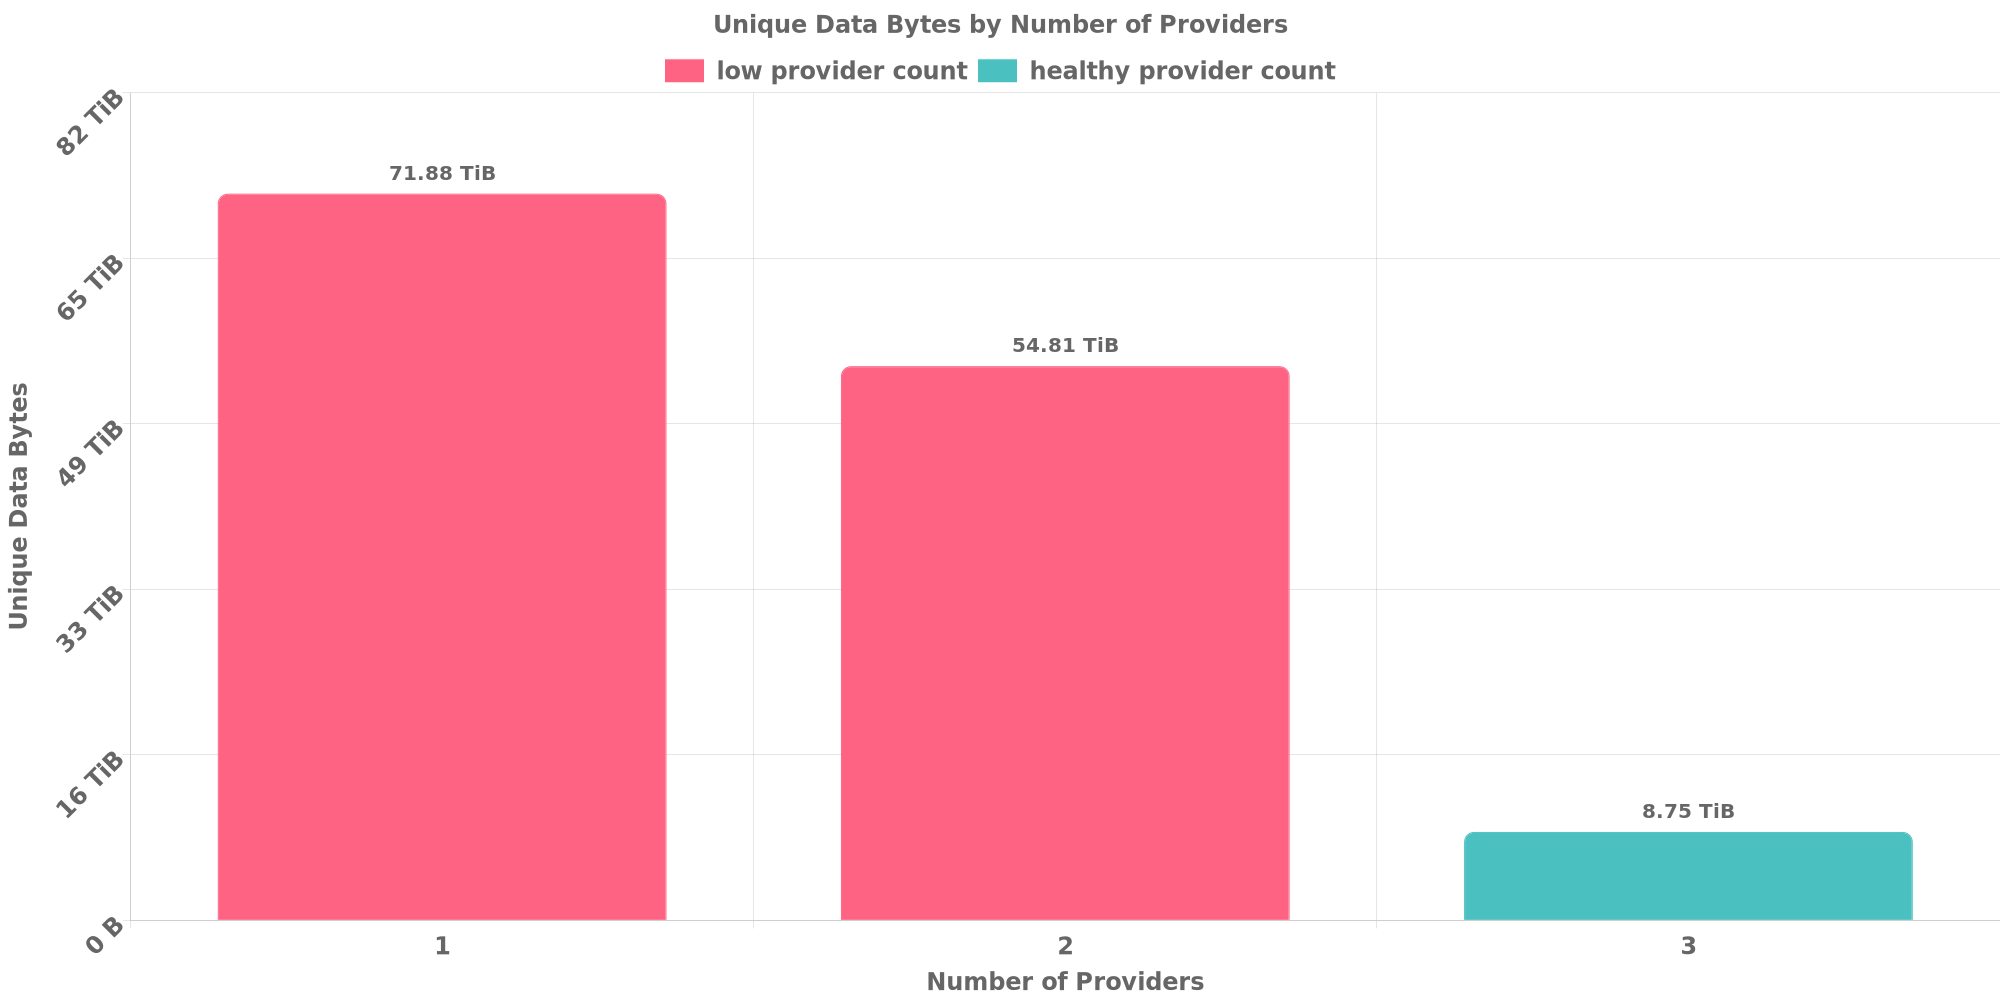 Unique Data Bytes by Number of Providers
low provider count healthy provider count
82 TiB
65 TiB
49 TiB
33 TiB
16 TiB
0 B
Unique Data Bytes
71.88 TiB
54.81 TiB
8.75 TiB
1 2 3
Number of Providers